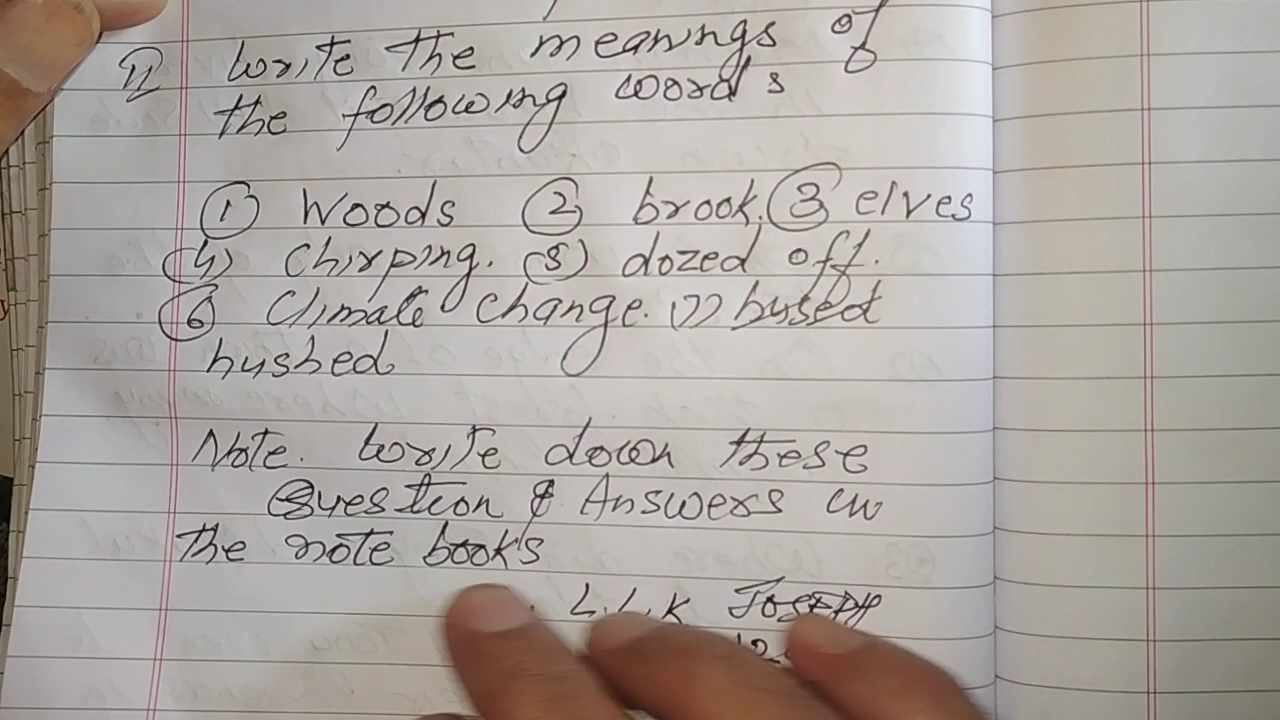 II Write the meanings of
the following words
① Woods ② brook. ③ elves
(4) Chirping. (5) dozed off.
⑥ Climate change. (7) bused
hushed.
Note. Write down these
Question & Answers in
the note books
L.L.K JOSEPH
12